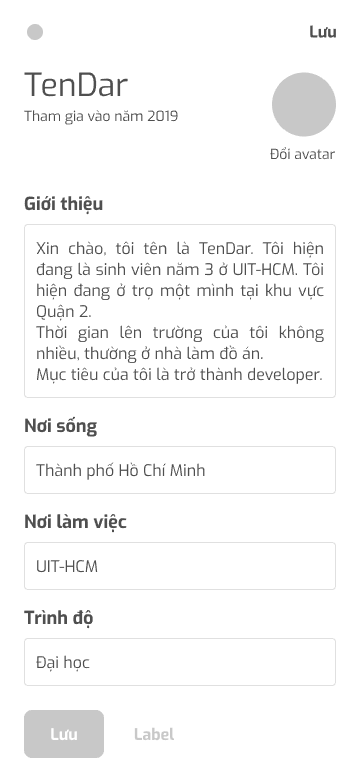 Lưu
TenDar
Tham gia vào năm 2019
Đổi avatar
Giới thiệu
Xin chào, tôi tên là TenDar. Tôi hiện
đang là sinh viên năm 3 ở UIT-HCM. Tôi
hiện đang ở trọ một mình tại khu vực
Quận 2.
Thời gian lên trường của tôi không
nhiều, thường ở nhà làm đồ án.
Mục tiêu của tôi là trở thành developer.
Nơi sống
Thành phố Hồ Chí Minh
Nơi làm việc
UIT-HCM
Trình độ
Đại học
Lưu
Label